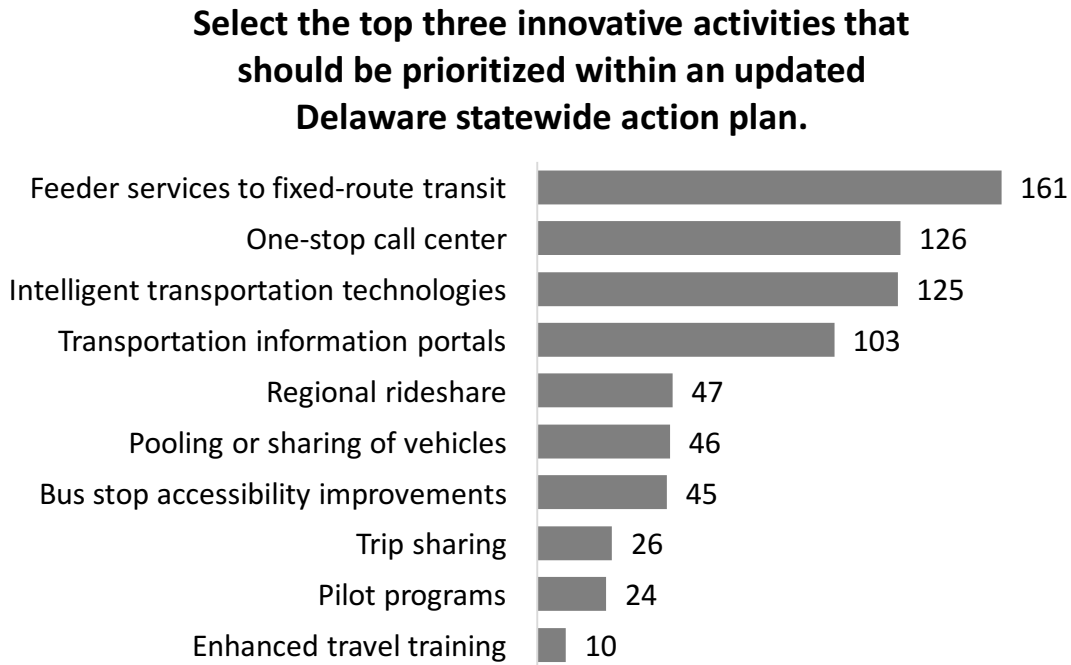 Select the top three innovative activities that
should be prioritized within an updated
Delaware statewide action plan.
Feeder services to fixed-route transit 161
One-stop call center 126
Intelligent transportation technologies 125
Transportation information portals 103
Regional rideshare 47
Pooling or sharing of vehicles 46
Bus stop accessibility improvements 45
Trip sharing 26
Pilot programs 24
Enhanced travel training 10